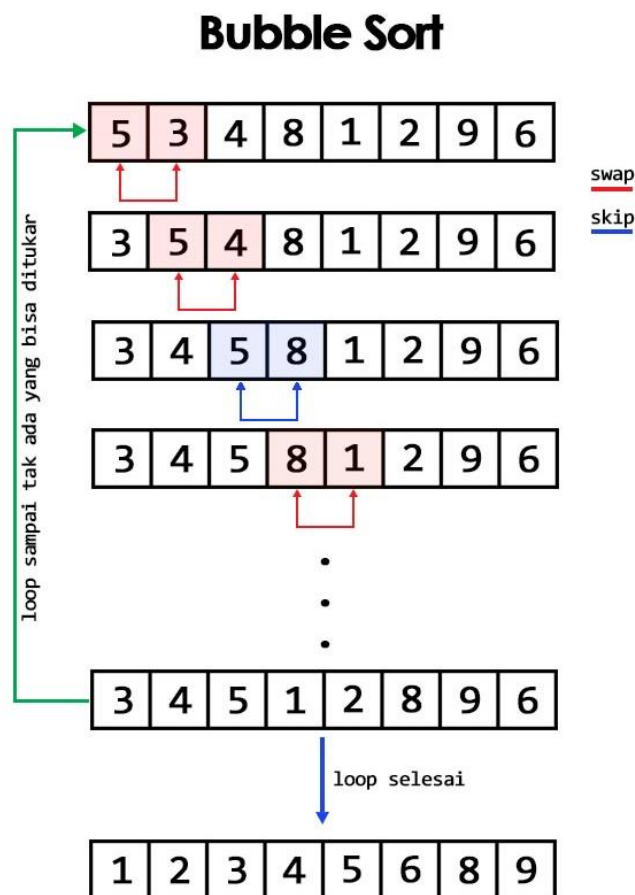 Bubble Sort
5 3 4 8 1 2 9 6
swap
skip
3 5 4 8 1 2 9 6
3 4 5 8 1 2 9 6
3 4 5 8 1 2 9 6
loop sampai tak ada yang bisa ditukar
3 4 5 1 2 8 9 6
loop selesai
1 2 3 4 5 6 8 9